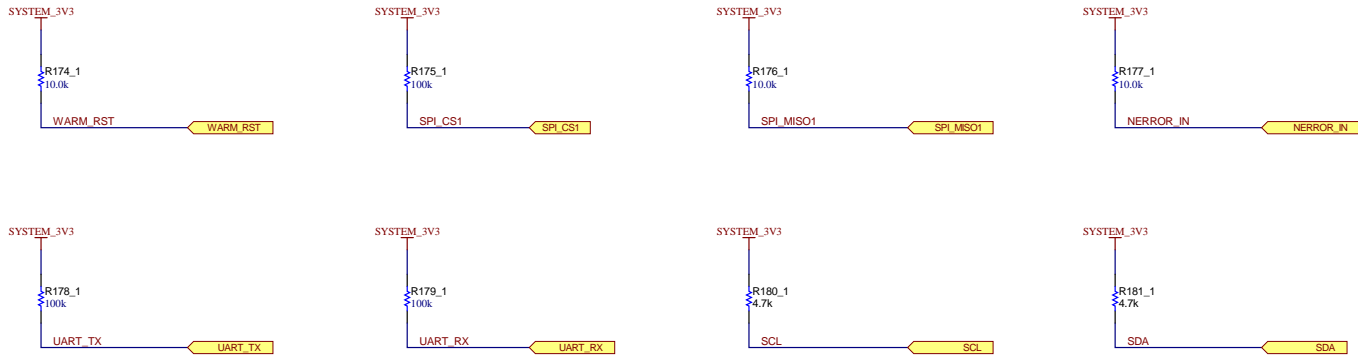 SYSTEM_3V3
R174_1
10.0k
WARM_RST
WARM_RST
SYSTEM_3V3
R175_1
100k
SPI_CS1
SPI_CS1
SYSTEM_3V3
R176_1
10.0k
SPI_MISO1
SPI_MISO1
SYSTEM_3V3
R177_1
10.0k
NERROR_IN
NERROR_IN
SYSTEM_3V3
R178_1
100k
UART_TX
UART_TX
SYSTEM_3V3
R179_1
100k
UART_RX
UART_RX
SYSTEM_3V3
R180_1
4.7k
SCL
SCL
SYSTEM_3V3
R181_1
4.7k
SDA
SDA